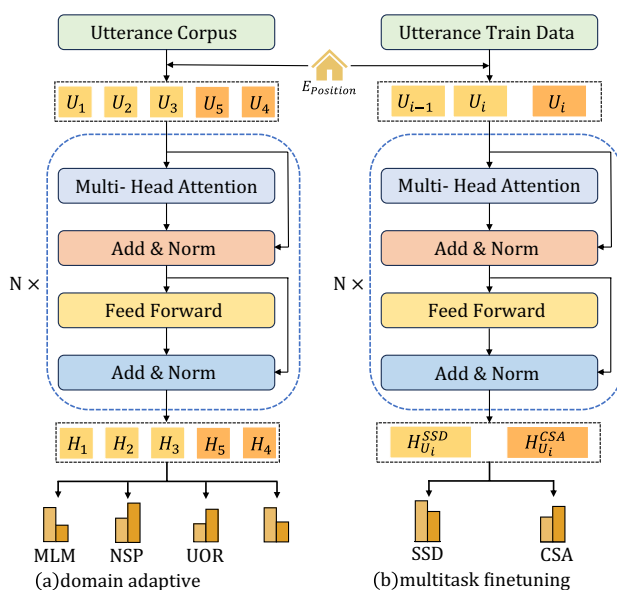 Utterance Corpus
Utterance Train Data
E_Position
U_1 U_2 U_3 U_5 U_4
U_{i-1} U_i U_i
Multi- Head Attention
Multi- Head Attention
Add & Norm
Add & Norm
N ×
N ×
Feed Forward
Feed Forward
Add & Norm
Add & Norm
H_1 H_2 H_3 H_5 H_4
H_{U_i}^{SSD} H_{U_i}^{CSA}
MLM NSP UOR
SSD CSA
(a)domain adaptive
(b)multitask finetuning